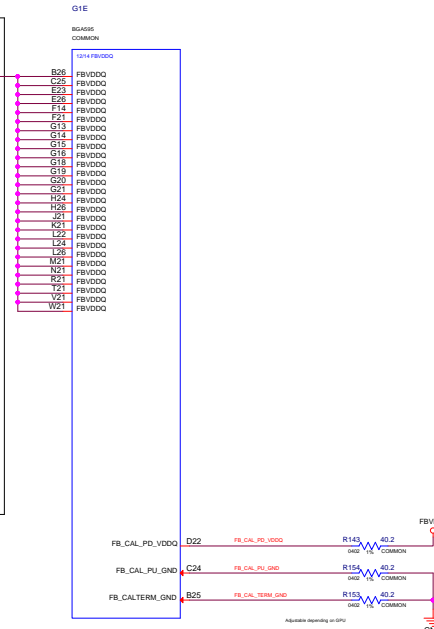 G1E
BGA595
COMMON
12/14 FBVDDQ
B26 FBVDDQ
C25 FBVDDQ
E23 FBVDDQ
E26 FBVDDQ
F14 FBVDDQ
F21 FBVDDQ
G13 FBVDDQ
G14 FBVDDQ
G15 FBVDDQ
G16 FBVDDQ
G18 FBVDDQ
G19 FBVDDQ
G20 FBVDDQ
G21 FBVDDQ
H24 FBVDDQ
H26 FBVDDQ
J21 FBVDDQ
K21 FBVDDQ
L22 FBVDDQ
L24 FBVDDQ
L26 FBVDDQ
M21 FBVDDQ
N21 FBVDDQ
R21 FBVDDQ
T21 FBVDDQ
V21 FBVDDQ
W21 FBVDDQ
FBV
FB_CAL_PD_VDDQ D22 FB_CAL_PD_VDDQ R143 40.2
0402 1% COMMON
FB_CAL_PU_GND C24 FB_CAL_PU_GND R154 40.2
0402 1% COMMON
FB_CALTERM_GND B25 FB_CAL_TERM_GND R153 40.2
0402 1% COMMON
Adjustable depending on GPU